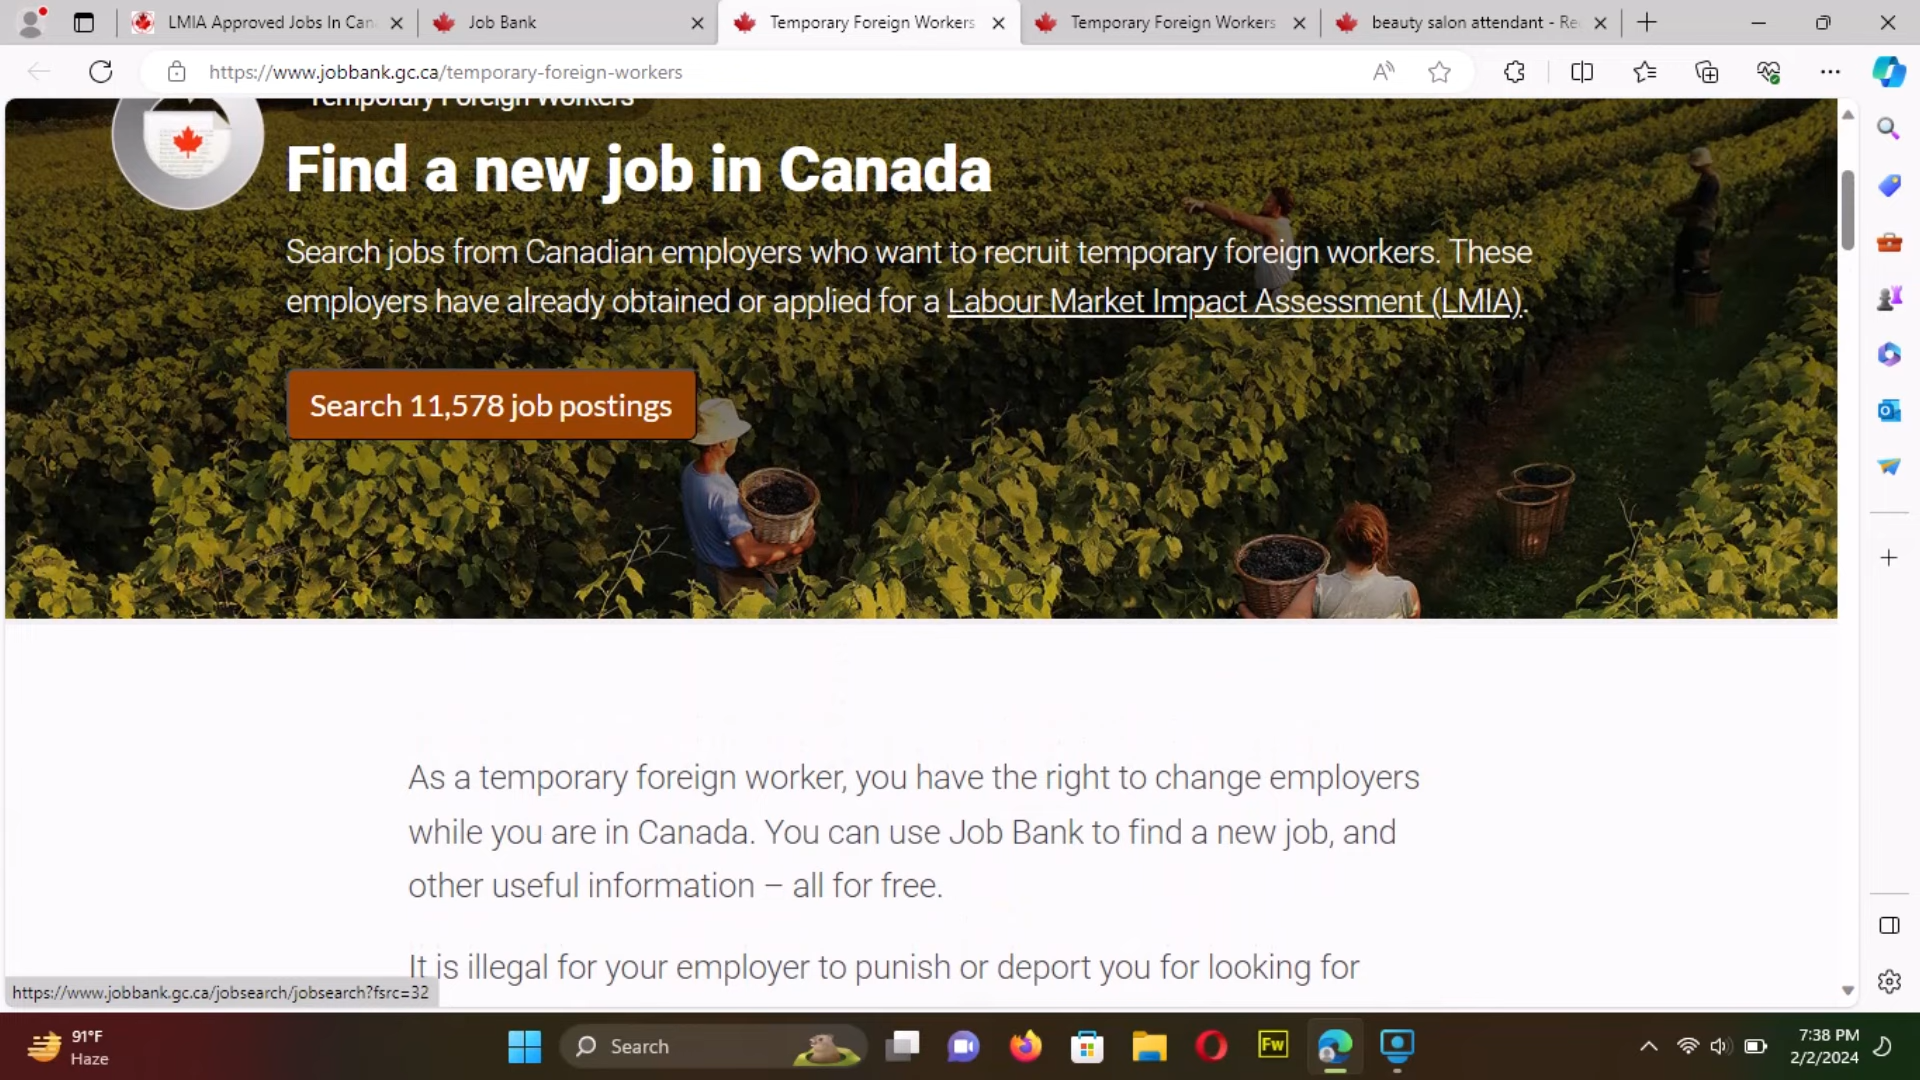 LMIA Approved Jobs In Can
Job Bank
Temporary Foreign Workers
Temporary Foreign Workers
beauty salon attendant - Re
https://www.jobbank.gc.ca/temporary-foreign-workers
Temporary Foreign Workers
Find a new job in Canada
Search jobs from Canadian employers who want to recruit temporary foreign workers. These
employers have already obtained or applied for a Labour Market Impact Assessment (LMIA).
Search 11,578 job postings
As a temporary foreign worker, you have the right to change employers
while you are in Canada. You can use Job Bank to find a new job, and
other useful information – all for free.
It is illegal for your employer to punish or deport you for looking for
https://www.jobbank.gc.ca/jobsearch/jobsearch?fsrc=32
91°F
Haze
Search
Fw
7:38 PM
2/2/2024